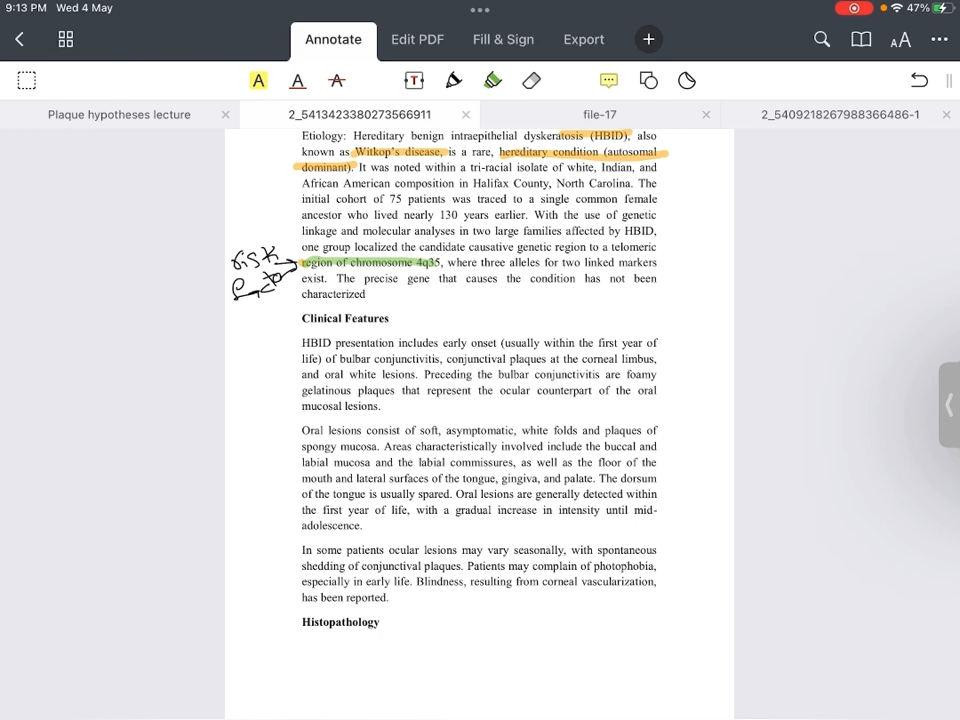 9:13 PM Wed 4 May
47%
Annotate
Edit PDF
Fill & Sign
Export
A
A
A
T
AA
Plaque hypotheses lecture
2_5413423380273566911
file-17
2_5409218267988366486-1
Etiology: Hereditary benign intraepithelial dyskeratosis (HBID), also
known as Witkop's disease, is a rare, hereditary condition (autosomal
dominant). It was noted within a tri-racial isolate of white, Indian, and
African American composition in Halifax County, North Carolina. The
initial cohort of 75 patients was traced to a single common female
ancestor who lived nearly 130 years earlier. With the use of genetic
linkage and molecular analyses in two large families affected by HBID,
one group localized the candidate causative genetic region to a telomeric
region of chromosome 4q35, where three alleles for two linked markers
exist. The precise gene that causes the condition has not been
characterized
risk
Clinical Features
HBID presentation includes early onset (usually within the first year of
life) of bulbar conjunctivitis, conjunctival plaques at the corneal limbus,
and oral white lesions. Preceding the bulbar conjunctivitis are foamy
gelatinous plaques that represent the ocular counterpart of the oral
mucosal lesions.
Oral lesions consist of soft, asymptomatic, white folds and plaques of
spongy mucosa. Areas characteristically involved include the buccal and
labial mucosa and the labial commissures, as well as the floor of the
mouth and lateral surfaces of the tongue, gingiva, and palate. The dorsum
of the tongue is usually spared. Oral lesions are generally detected within
the first year of life, with a gradual increase in intensity until mid-
adolescence.
In some patients ocular lesions may vary seasonally, with spontaneous
shedding of conjunctival plaques. Patients may complain of photophobia,
especially in early life. Blindness, resulting from corneal vascularization,
has been reported.
Histopathology